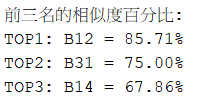 前三名的相似度百分比:
TOP1: B12 = 85.71%
TOP2: B31 = 75.00%
TOP3: B14 = 67.86%